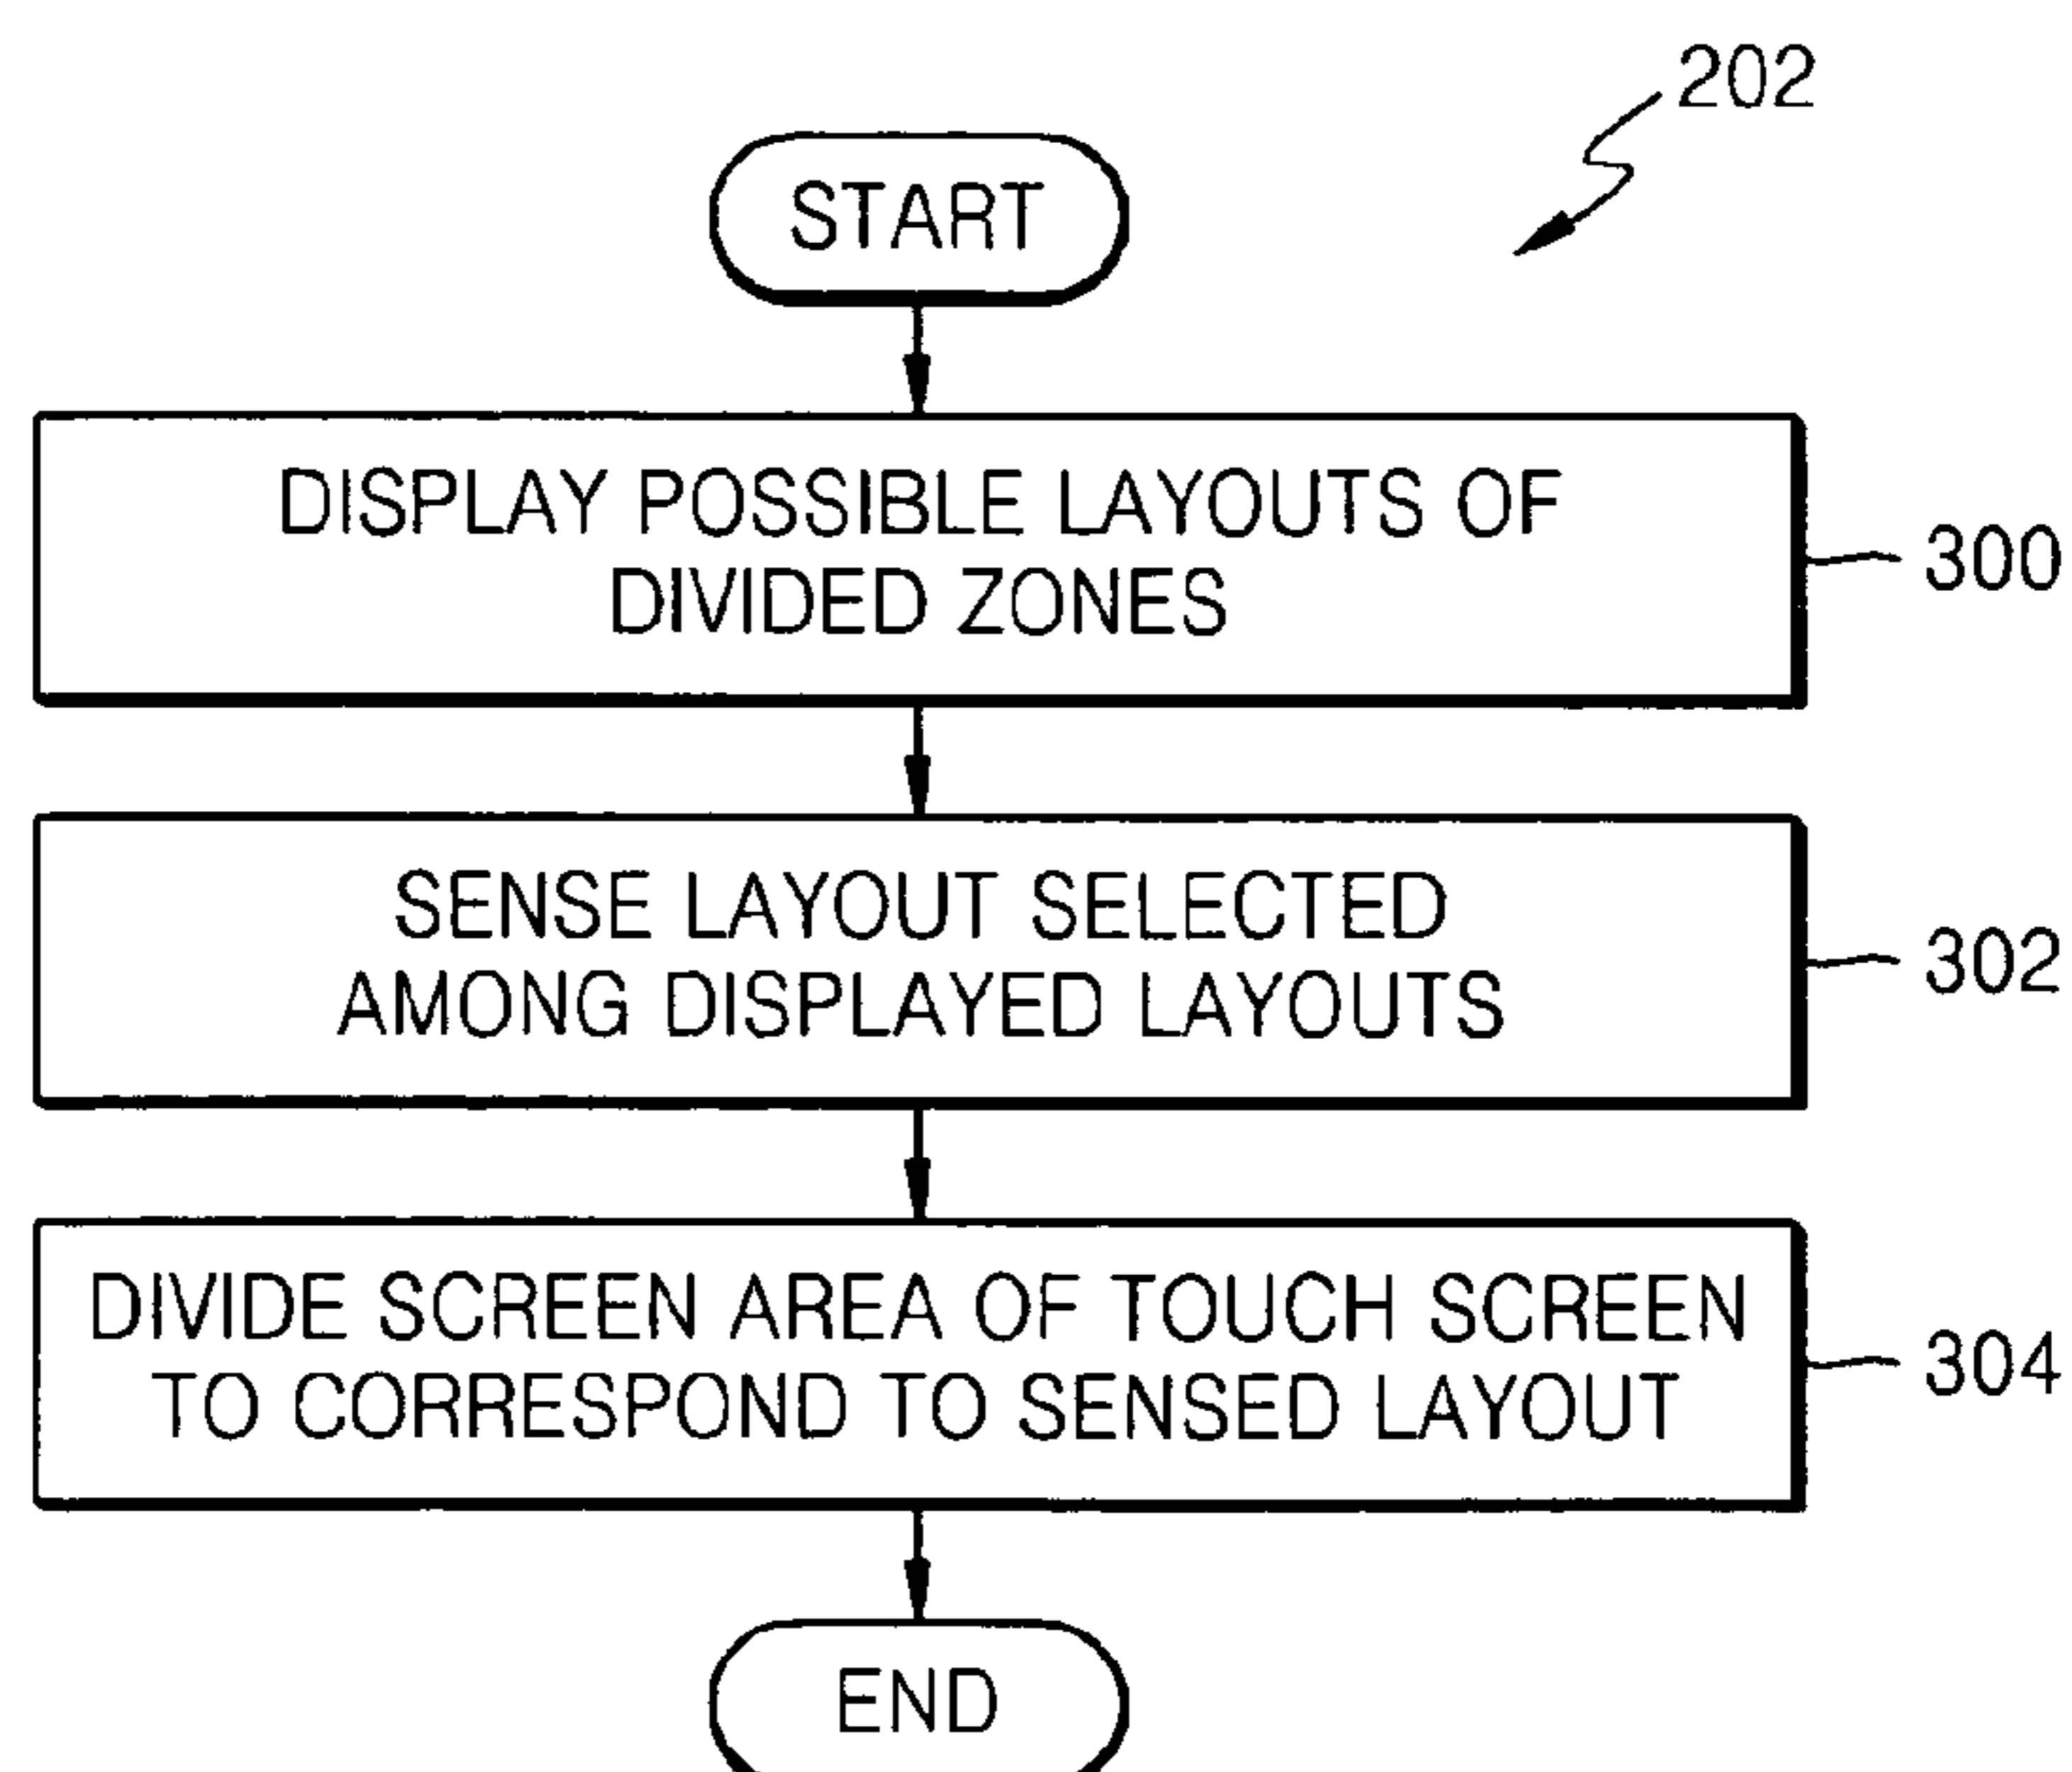 202
START
DISPLAY POSSIBLE LAYOUTS OF
DIVIDED ZONES
300
SENSE LAYOUT SELECTED
AMONG DISPLAYED LAYOUTS
302
DIVIDE SCREEN AREA OF TOUCH SCREEN
TO CORRESPOND TO SENSED LAYOUT
304
END